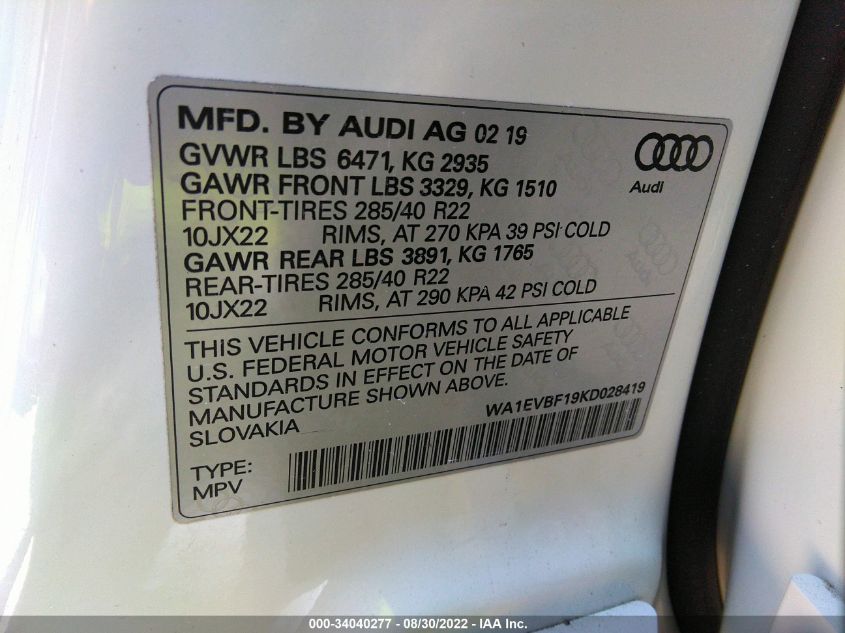 MFD. BY AUDI AG 02 19
GVWR LBS 6471, KG 2935
GAWR FRONT LBS 3329, KG 1510
FRONT-TIRES 285/40 R22
10JX22 RIMS, AT 270 KPA 39 PSI COLD
GAWR REAR LBS 3891, KG 1765
REAR-TIRES 285/40 R22
10JX22 RIMS, AT 290 KPA 42 PSI COLD
Audi
THIS VEHICLE CONFORMS TO ALL APPLICABLE
U.S. FEDERAL MOTOR VEHICLE SAFETY
STANDARDS IN EFFECT ON THE DATE OF
MANUFACTURE SHOWN ABOVE.
SLOVAKIA
WA1EVBF19KD028419
TYPE:
MPV
000-34040277 - 08/30/2022 - IAA Inc.